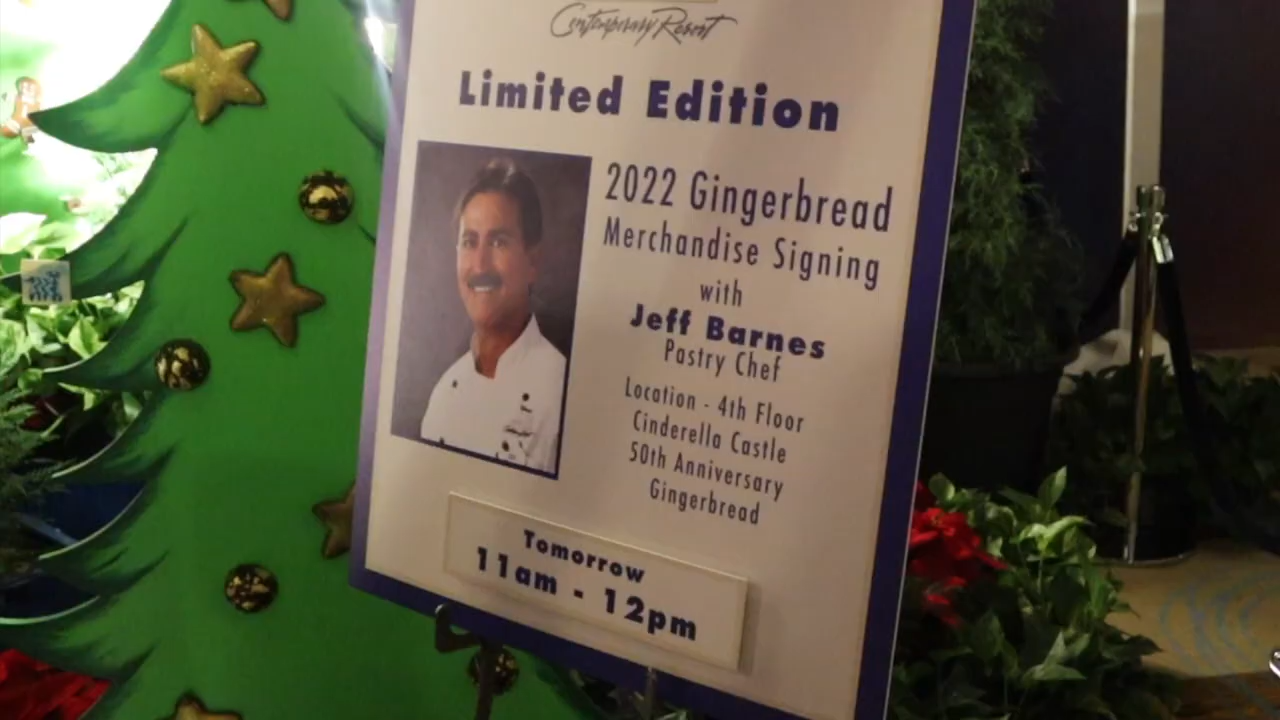 Contemporary Resort
Limited Edition
2022 Gingerbread
Merchandise Signing
with
Jeff Barnes
Pastry Chef
Location - 4th Floor
Cinderella Castle
50th Anniversary
Gingerbread
Tomorrow
11am - 12pm